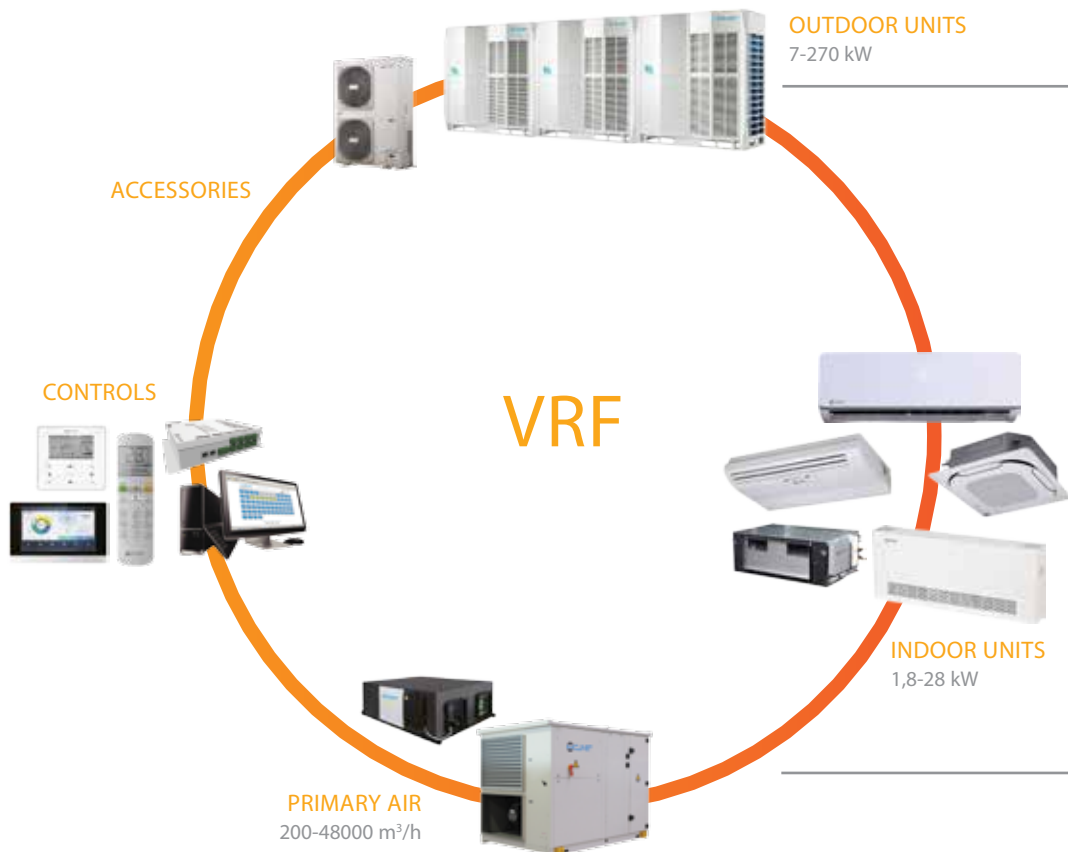 OUTDOOR UNITS
7-270 kW
ACCESSORIES
CONTROLS
VRF
INDOOR UNITS
1,8-28 kW
PRIMARY AIR
200-48000 m³/h